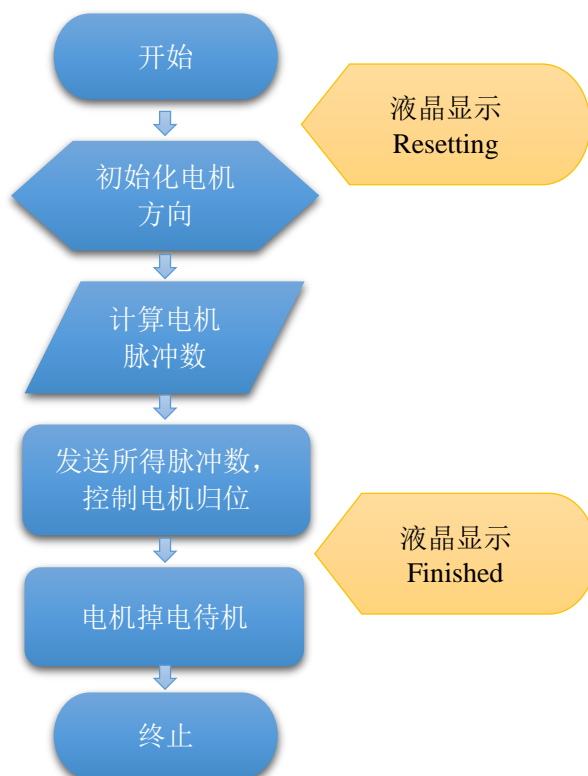 开始
液晶显示
Resetting
初始化电机
方向
计算电机
脉冲数
发送所得脉冲数，
控制电机归位
液晶显示
Finished
电机掉电待机
终止